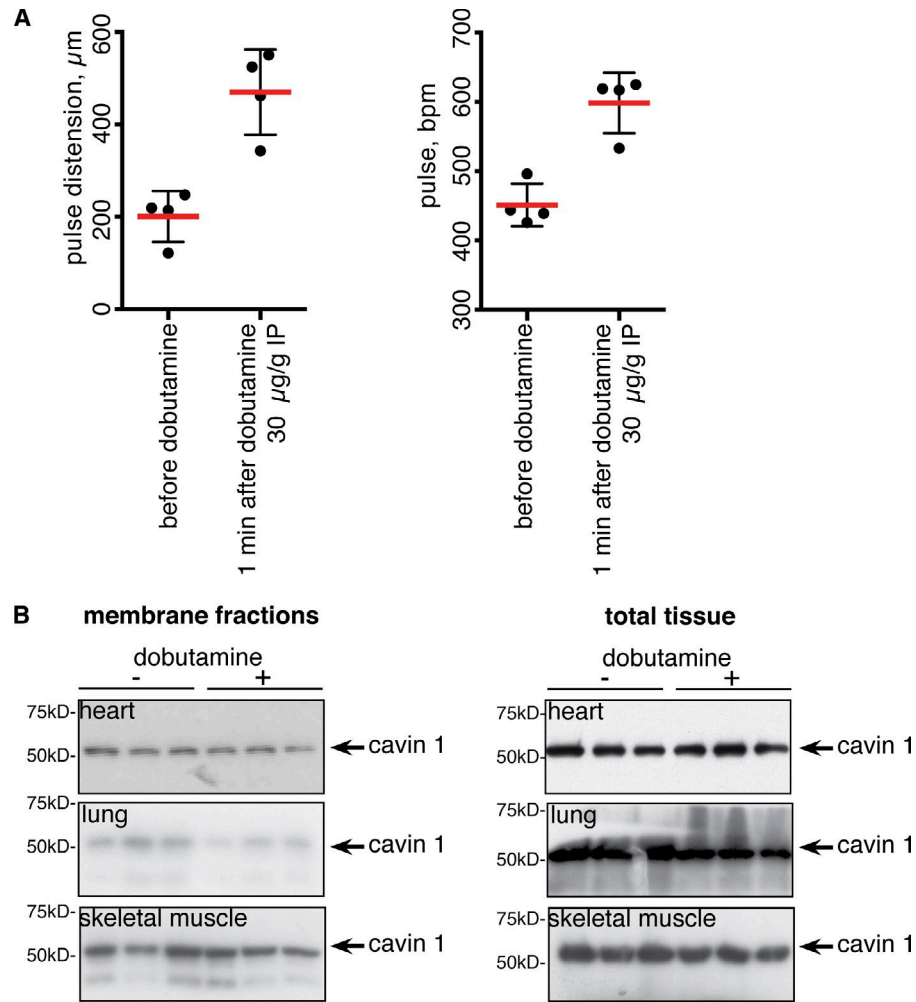 A
pulse distension, µm
600
400
200
0
before dobutamine
1 min after dobutamine
30 µg/g IP
pulse, bpm
700
600
500
400
300
before dobutamine
1 min after dobutamine
30 µg/g IP
B
membrane fractions
dobutamine
- +
75kD-
heart
50kD-
cavin 1
75kD-
lung
50kD-
cavin 1
75kD-
skeletal muscle
50kD-
cavin 1
total tissue
dobutamine
- +
75kD-
heart
50kD-
cavin 1
75kD-
lung
50kD-
cavin 1
75kD-
skeletal muscle
50kD-
cavin 1